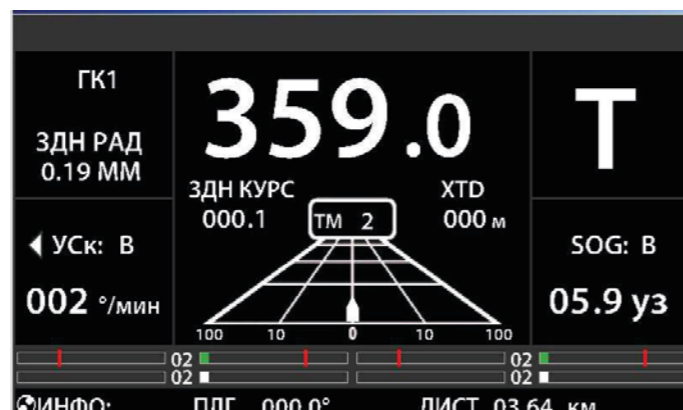 ГК1
ЗДН РАД
0.19 ММ
359.0
Т
ЗДН КУРС
000.1
XTD
000 м
ТМ 2
УСк: В
002 °/мин
SOG: В
05.9 уз
100 10 0 10 100
02 02
02 02
ИНФО: ПЛГ 000.0° ДИСТ 03.64 км